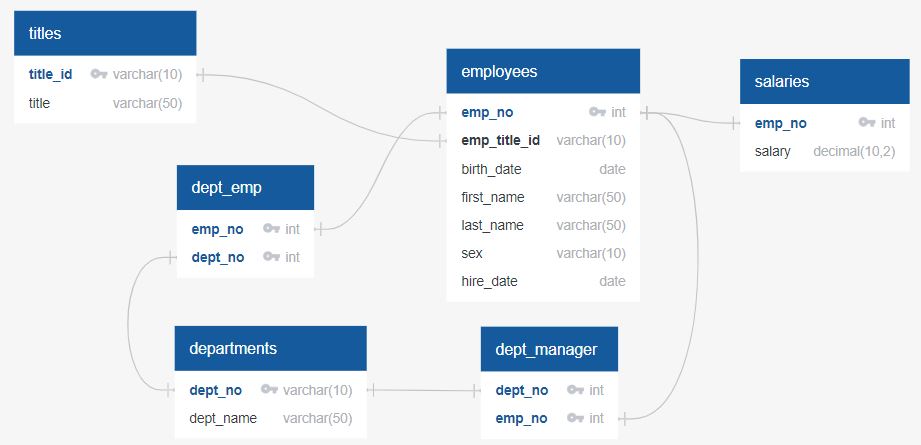 titles
title_id varchar(10)
title varchar(50)
employees
emp_no int
emp_title_id varchar(10)
birth_date date
first_name varchar(50)
last_name varchar(50)
sex varchar(10)
hire_date date
salaries
emp_no int
salary decimal(10,2)
dept_emp
emp_no int
dept_no int
departments
dept_no varchar(10)
dept_name varchar(50)
dept_manager
dept_no int
emp_no int